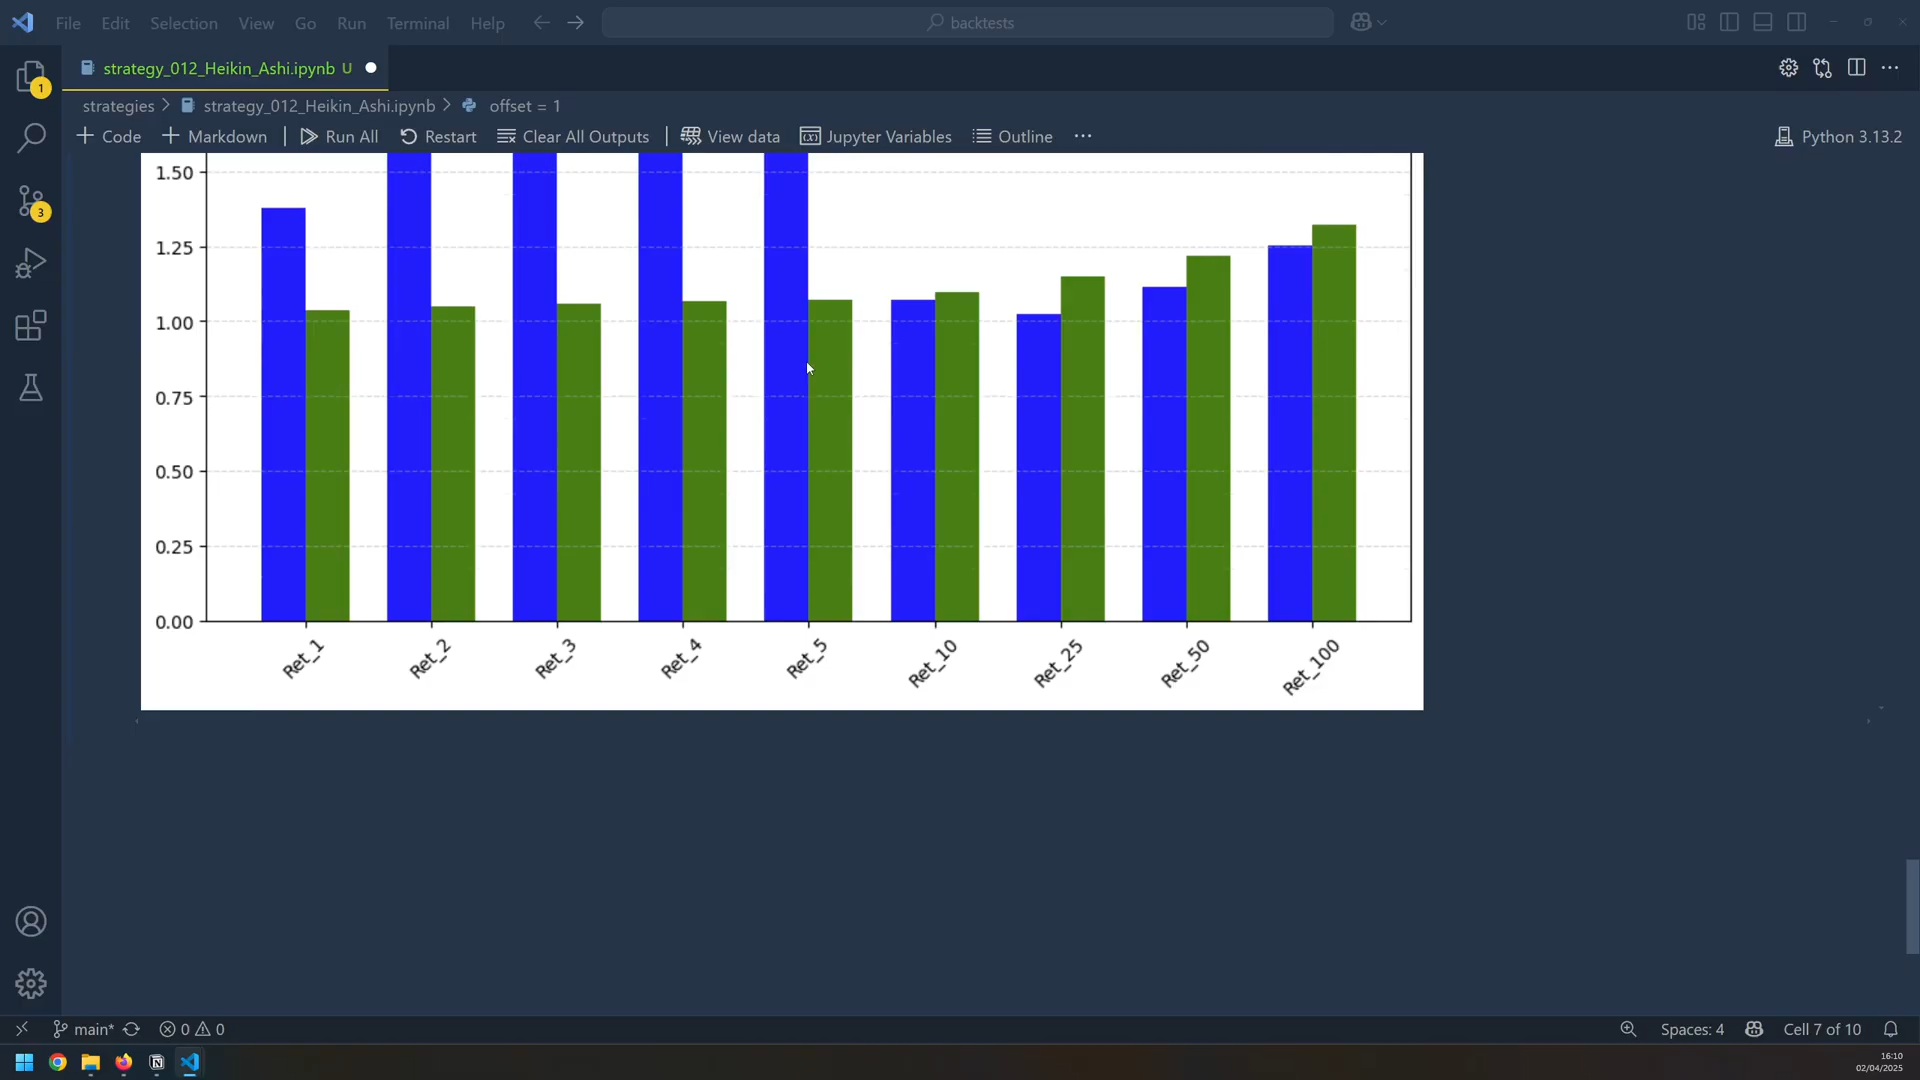 File Edit Selection View Go Run Terminal Help
backtests
strategy_012_Heikin_Ashi.ipynb U
strategies > strategy_012_Heikin_Ashi.ipynb > offset = 1
+ Code + Markdown | Run All Restart Clear All Outputs | View data Jupyter Variables Outline ···
Python 3.13.2
1
3
1.50
1.25
1.00
0.75
0.50
0.25
0.00
Ret_1 Ret_2 Ret_3 Ret_4 Ret_5 Ret_10 Ret_25 Ret_50 Ret_100
main* 0 0
Spaces: 4 Cell 7 of 10
16:10
02/04/2025